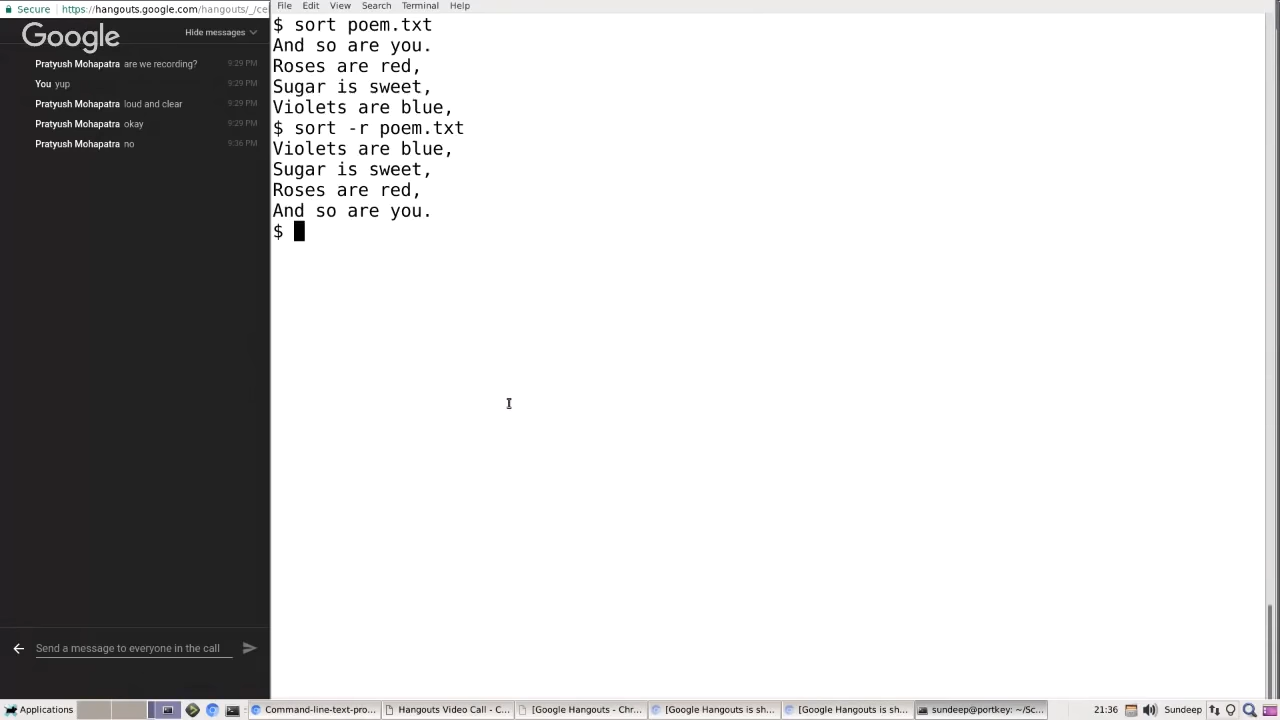 Secure https://hangouts.google.com/hangouts/_/ce
Google
Hide messages
Pratyush Mohapatra are we recording? 9:29 PM
You yup 9:29 PM
Pratyush Mohapatra loud and clear 9:29 PM
Pratyush Mohapatra okay 9:29 PM
Pratyush Mohapatra no 9:36 PM
Send a message to everyone in the call
File Edit View Search Terminal Help
$ sort poem.txt
And so are you.
Roses are red,
Sugar is sweet,
Violets are blue,
$ sort -r poem.txt
Violets are blue,
Sugar is sweet,
Roses are red,
And so are you.
$
Applications Command-line-text-pro... Hangouts Video Call - C... [Google Hangouts - Chr... [Google Hangouts is sh... [Google Hangouts is sh... sundeep@portkey: ~/Sc... 21:36 Sundeep